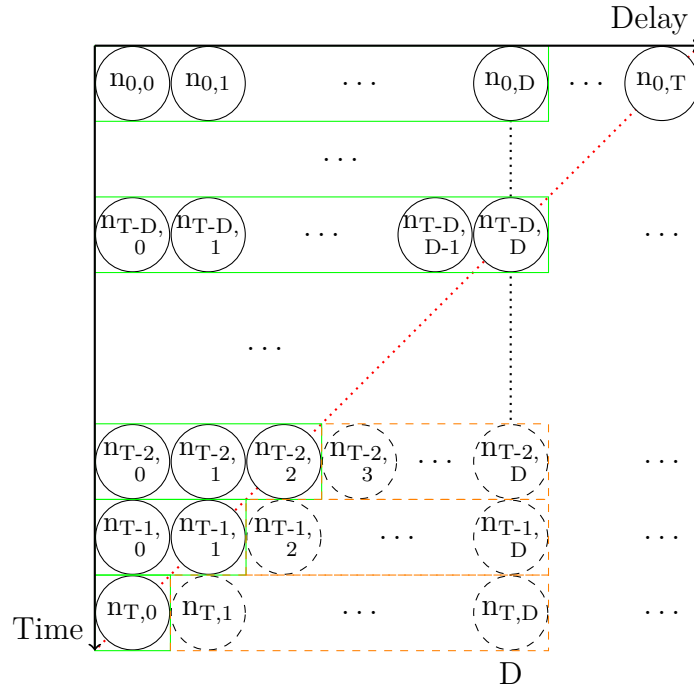 Delay
n0,0 n0,1 ... n0,D ... n0,T
...
nT-D,0 nT-D,1 ... nT-D,D-1 nT-D,D ...
...
nT-2,0 nT-2,1 nT-2,2 nT-2,3 ... nT-2,D ...
nT-1,0 nT-1,1 nT-1,2 ... nT-1,D ...
nT,0 nT,1 ... nT,D ...
Time
D